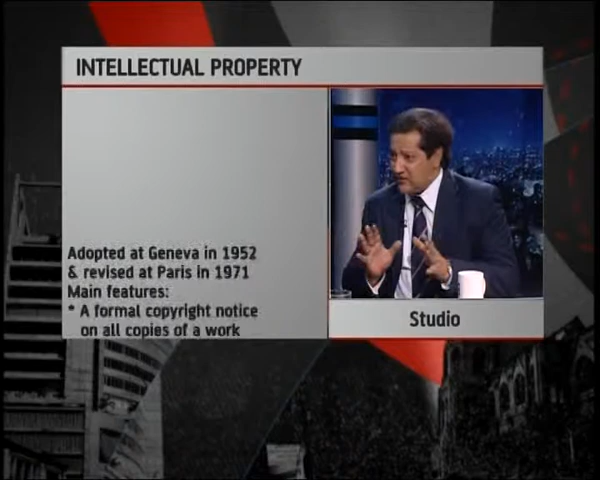 INTELLECTUAL PROPERTY
Adopted at Geneva in 1952
& revised at Paris in 1971
Main features:
* A formal copyright notice
on all copies of a work
Studio